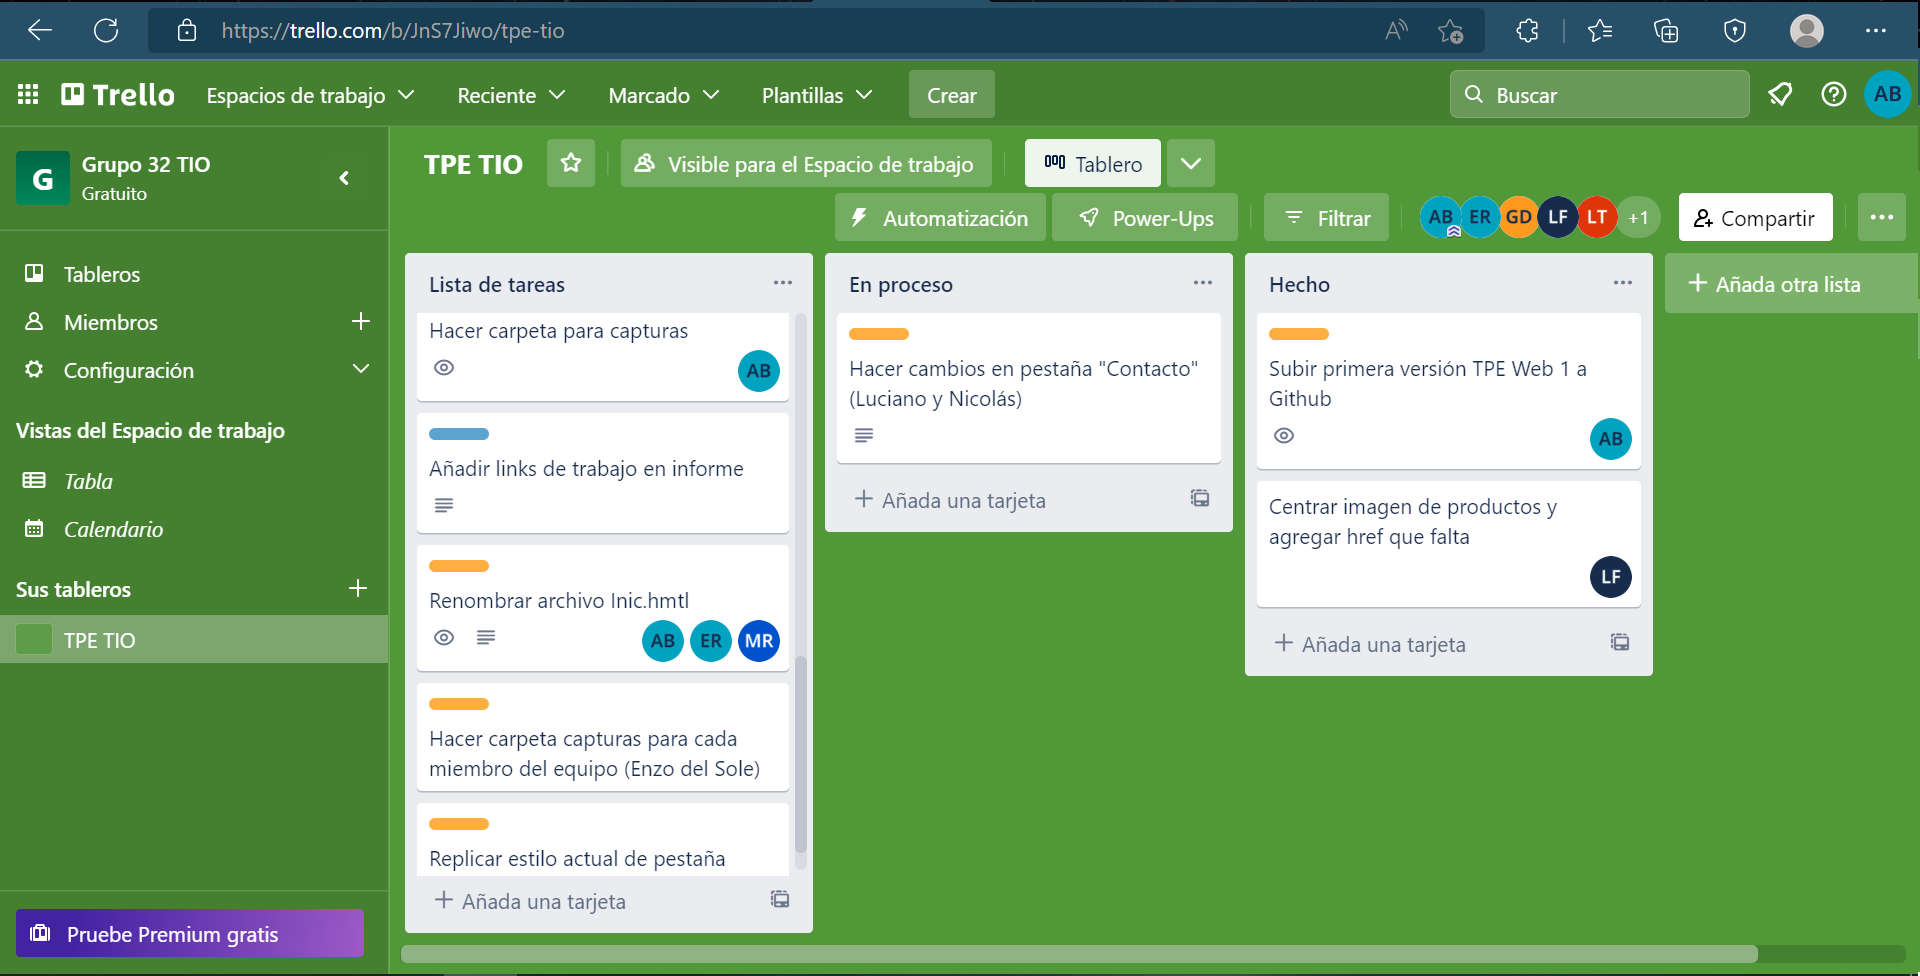 https://trello.com/b/JnS7Jiwo/tpe-tio
Trello
Espacios de trabajo
Reciente
Marcado
Plantillas
Crear
Buscar
AB
G
Grupo 32 TIO
Gratuito
Tableros
Miembros
Configuración
Vistas del Espacio de trabajo
Tabla
Calendario
Sus tableros
TPE TIO
Pruebe Premium gratis
TPE TIO
Visible para el Espacio de trabajo
Tablero
Automatización
Power-Ups
Filtrar
AB ER GD LF LT +1
Compartir
Lista de tareas
Hacer carpeta para capturas
AB
Añadir links de trabajo en informe
Renombrar archivo Inic.hmtl
AB ER MR
Hacer carpeta capturas para cada
miembro del equipo (Enzo del Sole)
Replicar estilo actual de pestaña
Añada una tarjeta
En proceso
Hacer cambios en pestaña "Contacto"
(Luciano y Nicolás)
Añada una tarjeta
Hecho
Subir primera versión TPE Web 1 a
Github
AB
Centrar imagen de productos y
agregar href que falta
LF
Añada una tarjeta
Añada otra lista